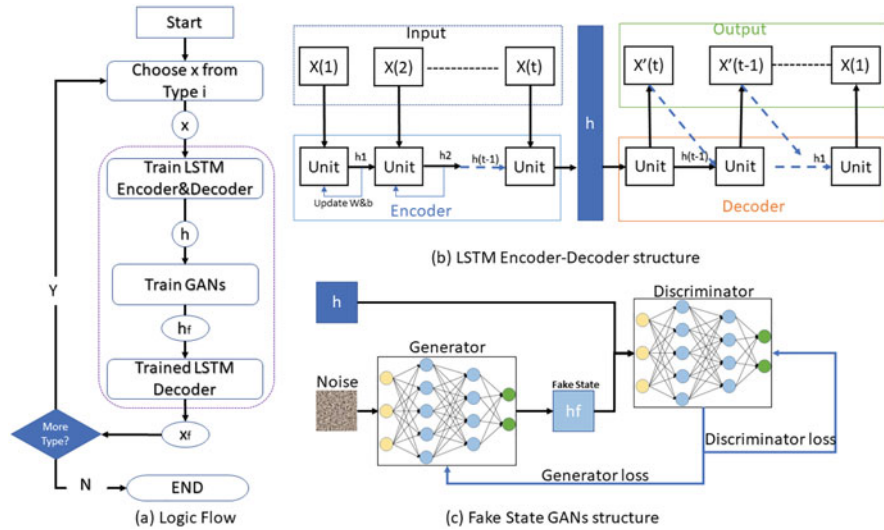 Start
Choose x from
Type i
x
Train LSTM
Encoder&Decoder
h
Train GANs
hf
Trained LSTM
Decoder
xf
More
Type?
Y
N
END
(a) Logic Flow
Input
X(1)
X(2)
X(t)
Unit
h1
Unit
h2
h(t-1)
Unit
Update W&b
Encoder
h
Output
X'(t)
X'(t-1)
X(1)
Unit
h(t-1)
Unit
h1
Unit
Decoder
(b) LSTM Encoder-Decoder structure
h
Discriminator
Generator
Noise
Fake State
hf
Discriminator loss
Generator loss
(c) Fake State GANs structure